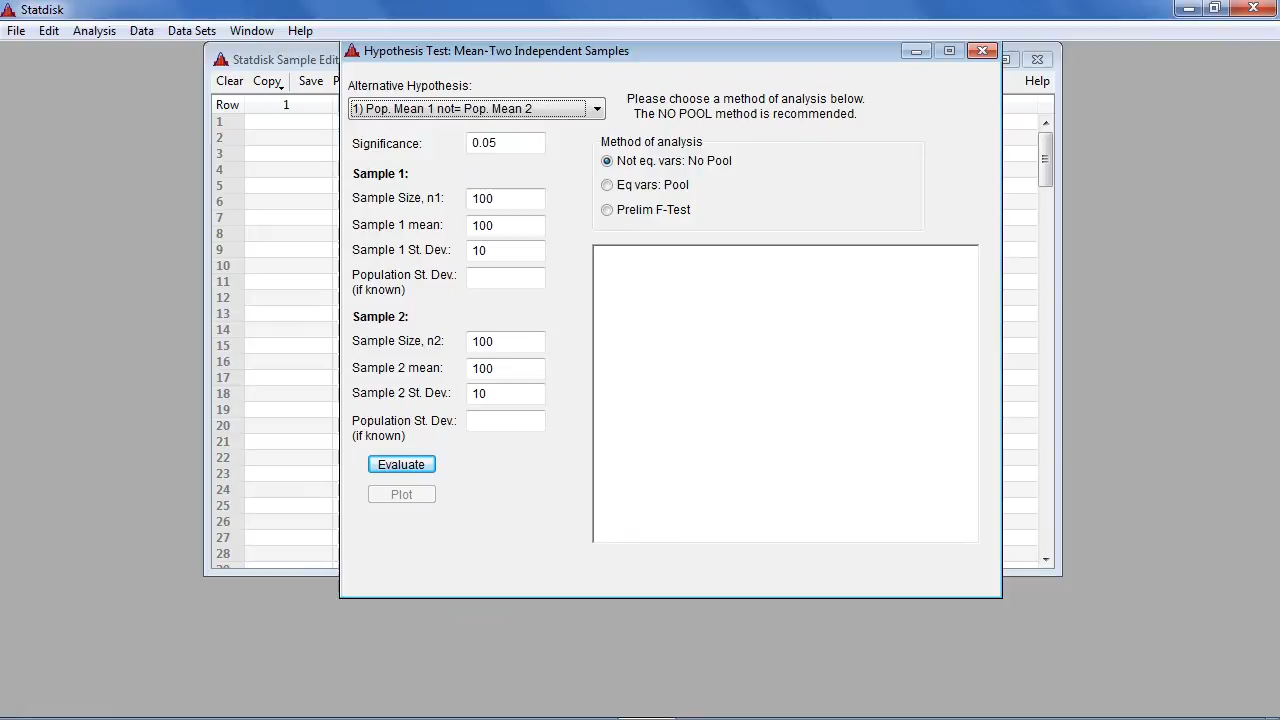 Statdisk
File Edit Analysis Data Data Sets Window Help
Statdisk Sample Edit
Clear Copy Save
Help
Row 1
1
2
3
4
5
6
7
8
9
10
11
12
13
14
15
16
17
18
19
20
21
22
23
24
25
26
27
28
Hypothesis Test: Mean-Two Independent Samples
Alternative Hypothesis:
1) Pop. Mean 1 not= Pop. Mean 2
Please choose a method of analysis below.
The NO POOL method is recommended.
Significance: 0.05
Sample 1:
Sample Size, n1: 100
Sample 1 mean: 100
Sample 1 St. Dev.: 10
Population St. Dev.:
(if known)
Sample 2:
Sample Size, n2: 100
Sample 2 mean: 100
Sample 2 St. Dev.: 10
Population St. Dev.:
(if known)
Evaluate
Plot
Method of analysis
Not eq. vars: No Pool
Eq vars: Pool
Prelim F-Test